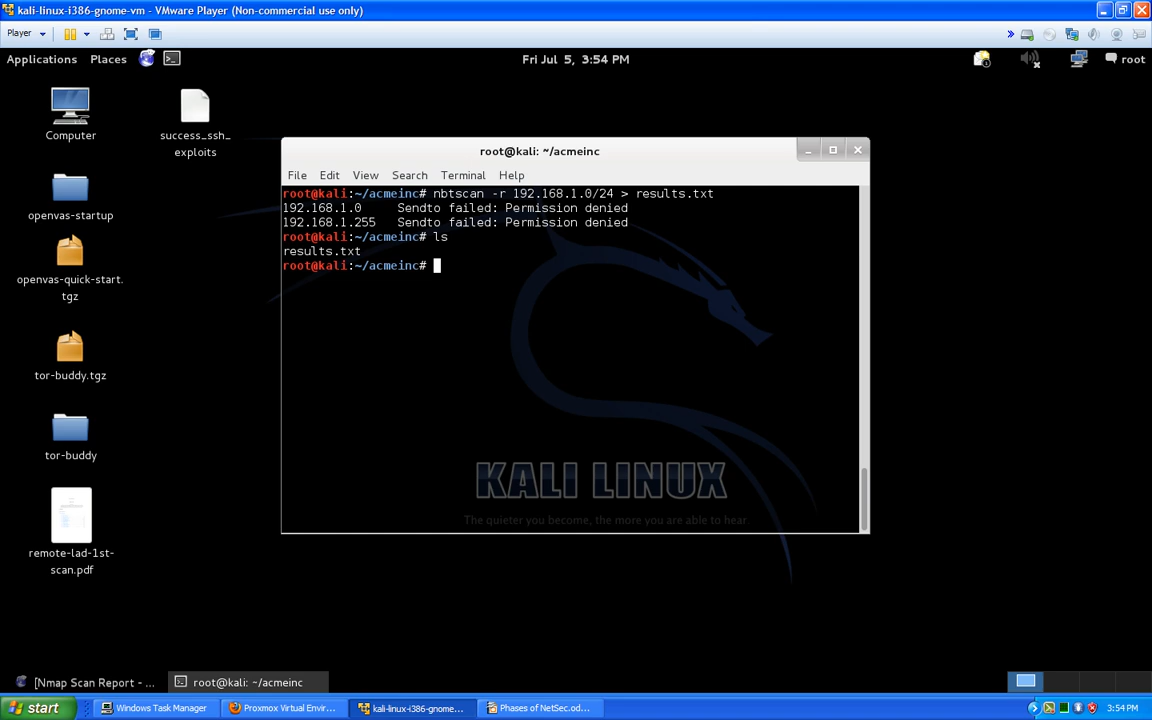 kali-linux-i386-gnome-vm - VMware Player (Non-commercial use only)
Player
Applications Places Fri Jul 5, 3:54 PM root
Computer
success_ssh_
exploits
openvas-startup
openvas-quick-start.
tgz
tor-buddy.tgz
tor-buddy
remote-lad-1st-
scan.pdf
root@kali: ~/acmeinc
File Edit View Search Terminal Help
root@kali:~/acmeinc# nbtscan -r 192.168.1.0/24 > results.txt
192.168.1.0 Sendto failed: Permission denied
192.168.1.255 Sendto failed: Permission denied
root@kali:~/acmeinc# ls
results.txt
root@kali:~/acmeinc#
KALI LINUX
The quieter you become, the more you are able to hear
[Nmap Scan Report - ... root@kali: ~/acmeinc
start Windows Task Manager Proxmox Virtual Envir... kali-linux-i386-gnome... Phases of NetSec.od... 3:54 PM